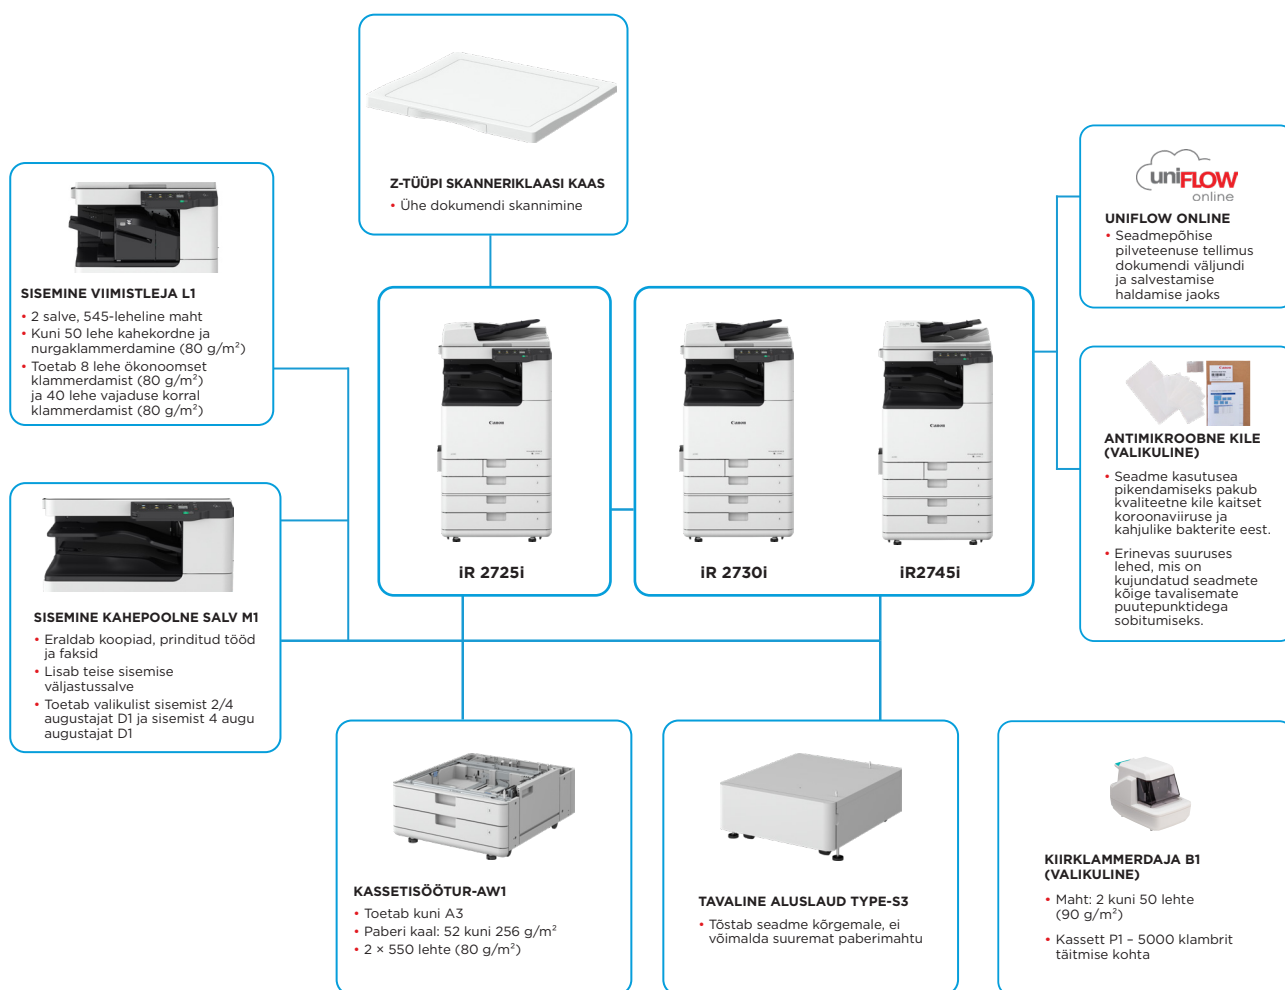 Z-TÜÜPI SKANNERIKLAASI KAAS
• Ühe dokumendi skannimine
uniFLOW
online
UNIFLOW ONLINE
• Seadmepõhise
pilveteenuse tellimus
dokumendi väljundi
ja salvestamise
haldamise jaoks
SISEMINE VIIMISTLEJA L1
• 2 salve, 545-leheline maht
• Kuni 50 lehe kahekordne ja
nurgaklammerdamine (80 g/m²)
• Toetab 8 lehe ökonoomset
klammerdamist (80 g/m²)
ja 40 lehe vajaduse korral
klammerdamist (80 g/m²)
Canon
Canon
Canon
iR 2725i
iR 2730i
iR2745i
ANTIMIKROOBNE KILE
(VALIKULINE)
• Seadme kasutusea
pikendamiseks pakub
kvaliteetne kile kaitset
koroonaviiruse ja
kahjulike bakterite eest.
• Erinevas suuruses
lehed, mis on
kujundatud seadmete
kõige tavalisemate
puutepunktidega
sobitumiseks.
SISEMINE KAHEPOOLNE SALV M1
• Eraldab koopiad, prinditud tööd
ja faksid
• Lisab teise sisemise
väljastussalve
• Toetab valikulist sisemist 2/4
augustajat D1 ja sisemist 4 augu
augustajat D1
KASSETISÖÖTUR-AW1
• Toetab kuni A3
• Paberi kaal: 52 kuni 256 g/m²
• 2 × 550 lehte (80 g/m²)
TAVALINE ALUSLAUD TYPE-S3
• Tõstab seadme kõrgemale, ei
võimalda suuremat paberimahtu
KIIRKLAMMERDAJA B1
(VALIKULINE)
• Maht: 2 kuni 50 lehte
(90 g/m²)
• Kassett P1 – 5000 klambrit
täitmise kohta